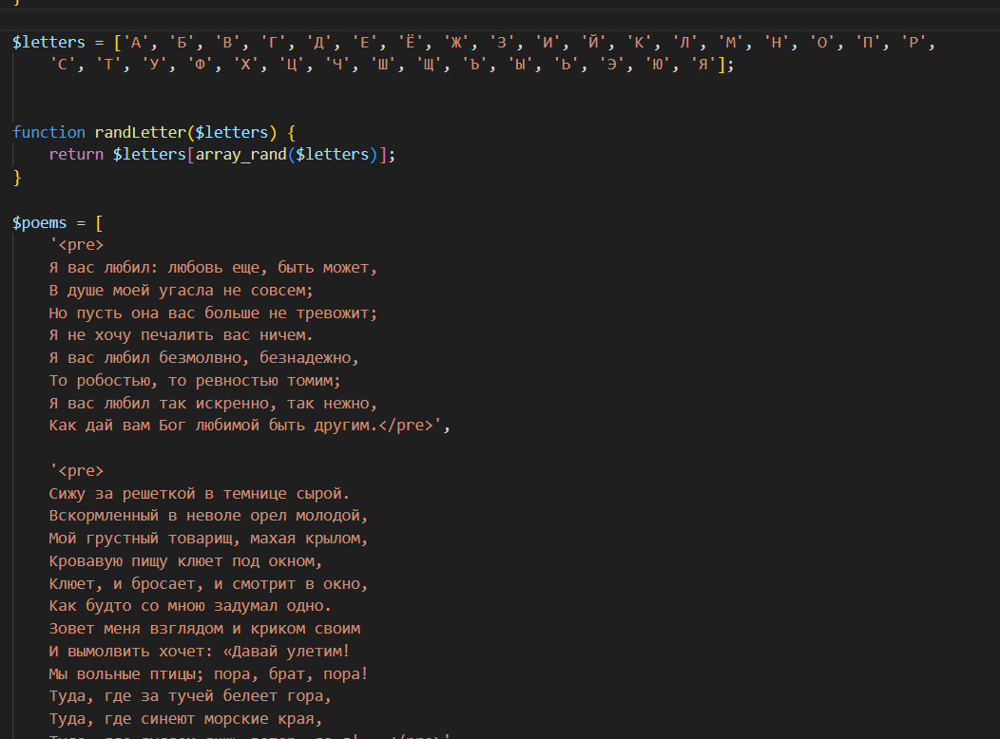 }
$letters = ['А', 'Б', 'В', 'Г', 'Д', 'Е', 'Ё', 'Ж', 'З', 'И', 'Й', 'К', 'Л', 'М', 'Н', 'О', 'П', 'Р',
'С', 'Т', 'У', 'Ф', 'Х', 'Ц', 'Ч', 'Ш', 'Щ', 'Ъ', 'Ы', 'Ь', 'Э', 'Ю', 'Я'];
function randLetter($letters) {
return $letters[array_rand($letters)];
}
$poems = [
'<pre>
Я вас любил: любовь еще, быть может,
В душе моей угасла не совсем;
Но пусть она вас больше не тревожит;
Я не хочу печалить вас ничем.
Я вас любил безмолвно, безнадежно,
То робостью, то ревностью томим;
Я вас любил так искренно, так нежно,
Как дай вам Бог любимой быть другим.</pre>',
'<pre>
Сижу за решеткой в темнице сырой.
Вскормленный в неволе орел молодой,
Мой грустный товарищ, махая крылом,
Кровавую пищу клюет под окном,
Клюет, и бросает, и смотрит в окно,
Как будто со мною задумал одно.
Зовет меня взглядом и криком своим
И вымолвить хочет: «Давай улетим!
Мы вольные птицы; пора, брат, пора!
Туда, где за тучей белеет гора,
Туда, где синеют морские края,